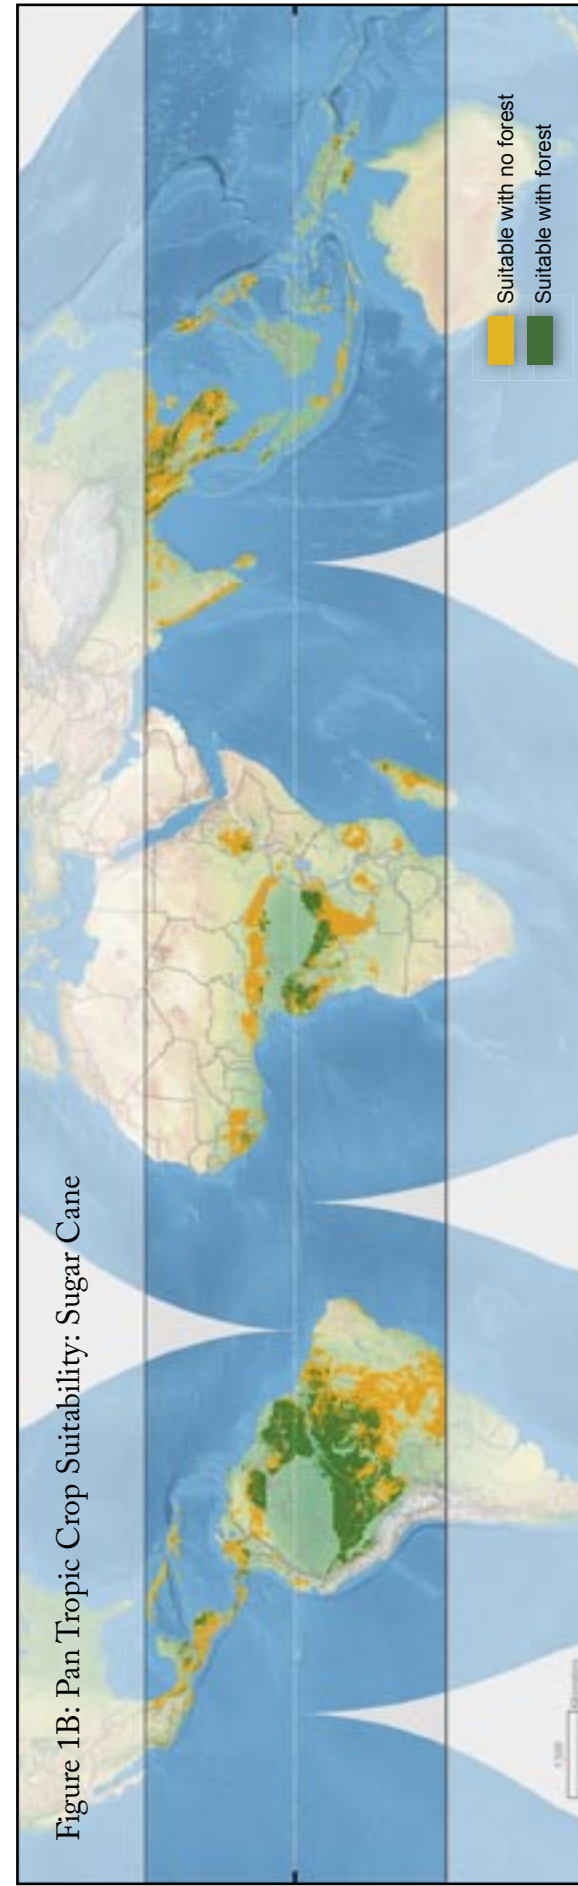 Figure 1B: Pan Tropic Crop Suitability: Sugar Cane
Suitable with no forest
Suitable with forest